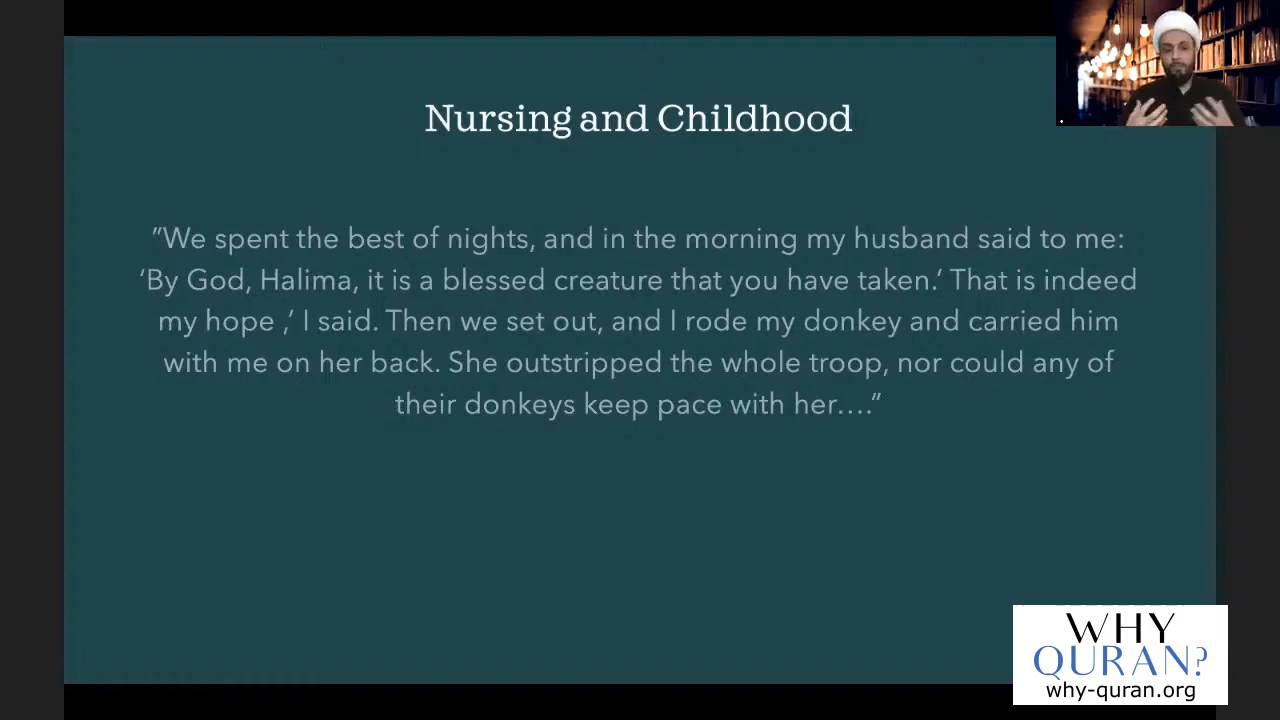 Nursing and Childhood
“We spent the best of nights, and in the morning my husband said to me:
‘By God, Halima, it is a blessed creature that you have taken.’ That is indeed
my hope ,’ I said. Then we set out, and I rode my donkey and carried him
with me on her back. She outstripped the whole troop, nor could any of
their donkeys keep pace with her….”
WHY
QURAN?
why-quran.org